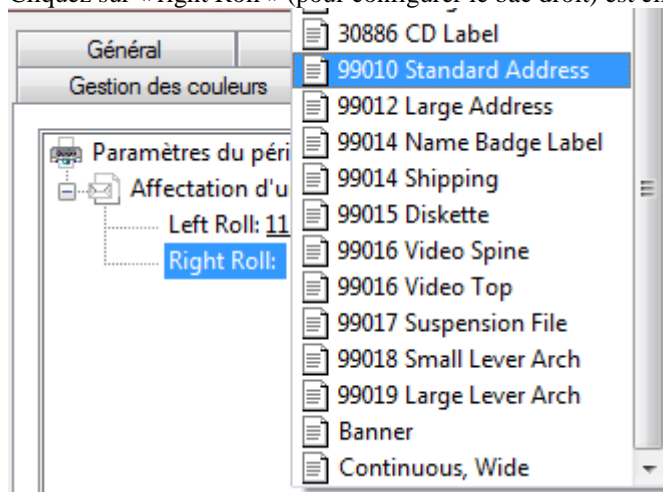 Cliquez sur « right Roll » (pour configurer le bac droit) est
Général
Gestion des couleurs
Paramètres du péri
Affectation d'u
Left Roll: 11
Right Roll:
30886 CD Label
99010 Standard Address
99012 Large Address
99014 Name Badge Label
99014 Shipping
99015 Diskette
99016 Video Spine
99016 Video Top
99017 Suspension File
99018 Small Lever Arch
99019 Large Lever Arch
Banner
Continuous, Wide